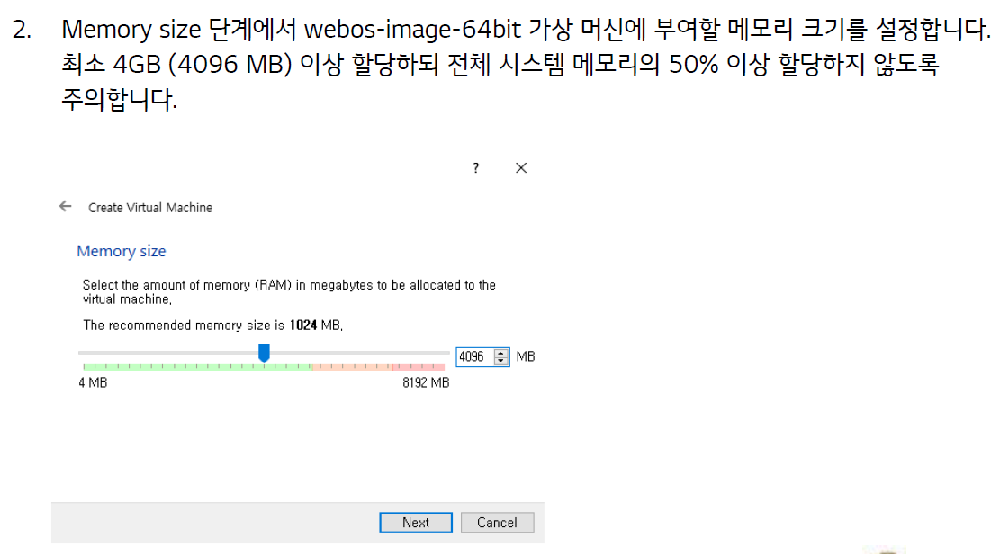 2. Memory size 단계에서 webos-image-64bit 가상 머신에 부여할 메모리 크기를 설정합니다.
최소 4GB (4096 MB) 이상 할당하되 전체 시스템 메모리의 50% 이상 할당하지 않도록
주의합니다.
?
Create Virtual Machine
Memory size
Select the amount of memory (RAM) in megabytes to be allocated to the
virtual machine.
The recommended memory size is 1024 MB.
4096 MB
4 MB 8192 MB
Next Cancel